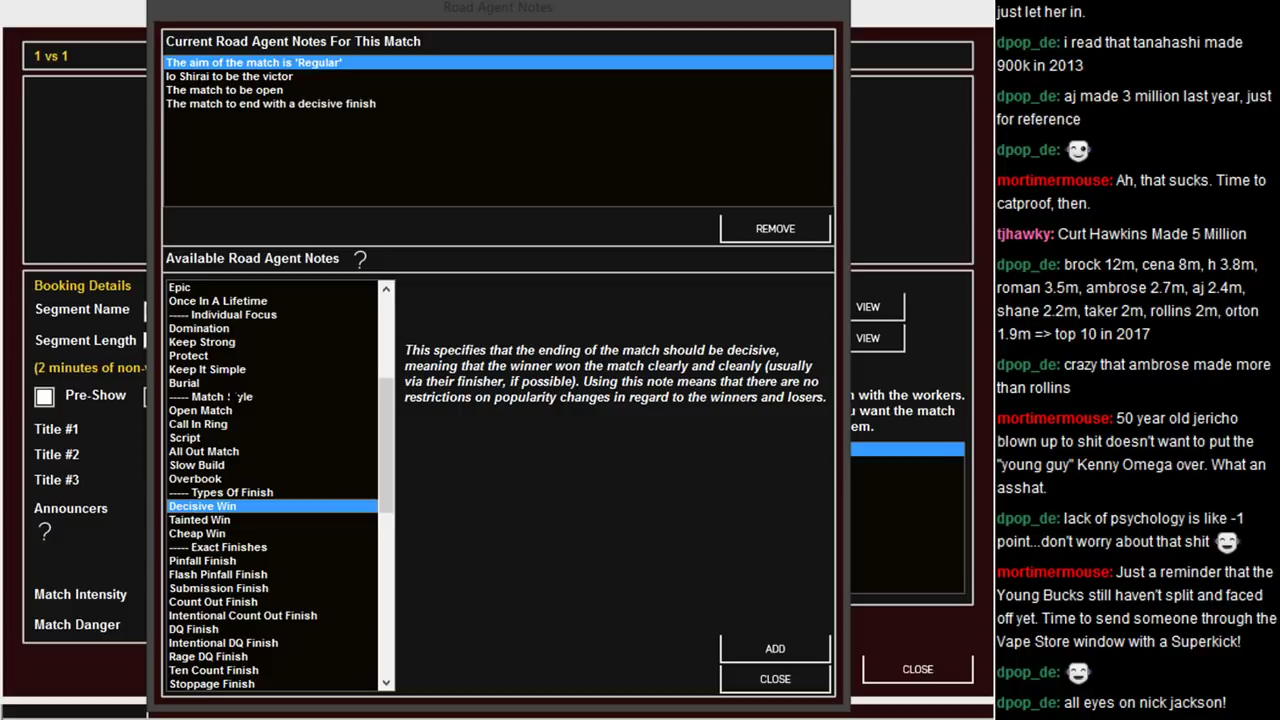 Road Agent Notes
Current Road Agent Notes For This Match
The aim of the match is 'Regular'
Io Shirai to be the victor
The match to be open
The match to end with a decisive finish
REMOVE
Available Road Agent Notes ?
Epic
Once In A Lifetime
----- Individual Focus
Domination
Keep Strong
Protect
Keep It Simple
Burial
----- Match
Open Match
Call In Ring
Script
All Out Match
Slow Build
Overbook
----- Types Of Finish
Decisive Win
Tainted Win
Cheap Win
----- Exact Finishes
Pinfall Finish
Flash Pinfall Finish
Submission Finish
Count Out Finish
Intentional Count Out Finish
DQ Finish
Intentional DQ Finish
Rage DQ Finish
Ten Count Finish
Stoppage Finish
This specifies that the ending of the match should be decisive,
meaning that the winner won the match clearly and cleanly (usually
via their finisher, if possible). Using this note means that there are no
restrictions on popularity changes in regard to the winners and losers.
ADD
CLOSE
1 vs 1
Booking Details
Segment Name
Segment Length
(2 minutes of
Pre-Show
Title #1
Title #2
Title #3
Announcers
?
Match Intensity
Match Danger
VIEW
VIEW
with the workers.
want the match
em.
CLOSE
just let her in.
dpop_de: i read that tanahashi made
900k in 2013
dpop_de: aj made 3 million last year, just
for reference
dpop_de:
mortimermouse: Ah, that sucks. Time to
catproof, then.
tjhawky: Curt Hawkins Made 5 Million
dpop_de: brock 12m, cena 8m, h 3.8m,
roman 3.5m, ambrose 2.7m, aj 2.4m,
shane 2.2m, taker 2m, rollins 2m, orton
1.9m => top 10 in 2017
dpop_de: crazy that ambrose made more
than rollins
mortimermouse: 50 year old jericho
blown up to shit doesn't want to put the
"young guy" Kenny Omega over. What an
asshat.
dpop_de: lack of psychology is like -1
point...don't worry about that shit
mortimermouse: Just a reminder that the
Young Bucks still haven't split and faced
off yet. Time to send someone through the
Vape Store window with a Superkick!
dpop_de:
dpop_de: all eyes on nick jackson!